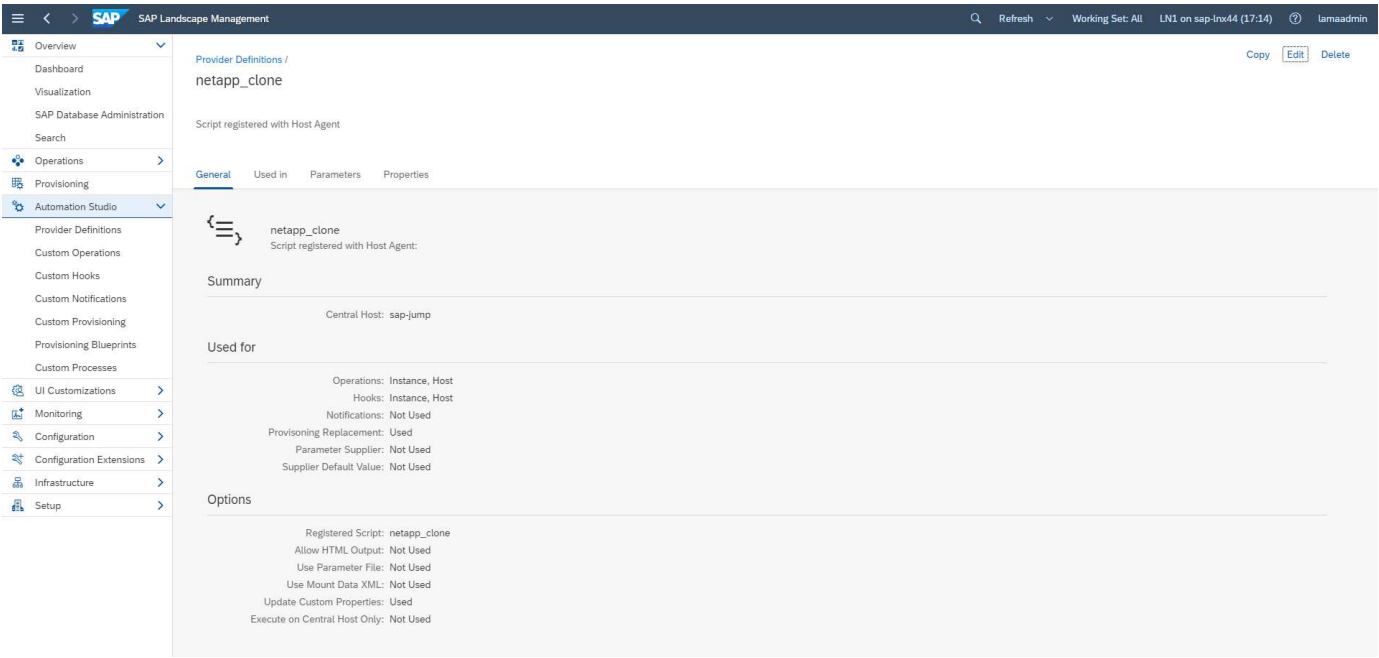 SAP SAP Landscape Management Refresh Working Set: All LN1 on sap-lnx44 (17:14) lamaadmin
Overview
Dashboard
Visualization
SAP Database Administration
Search
Operations
Provisioning
Automation Studio
Provider Definitions
Custom Operations
Custom Hooks
Custom Notifications
Custom Provisioning
Provisioning Blueprints
Custom Processes
UI Customizations
Monitoring
Configuration
Configuration Extensions
Infrastructure
Setup
Provider Definitions /
Copy Edit Delete
netapp_clone
Script registered with Host Agent
General Used in Parameters Properties
netapp_clone
Script registered with Host Agent:
Summary
Central Host: sap-jump
Used for
Operations: Instance, Host
Hooks: Instance, Host
Notifications: Not Used
Provisoning Replacement: Used
Parameter Supplier: Not Used
Supplier Default Value: Not Used
Options
Registered Script: netapp_clone
Allow HTML Output: Not Used
Use Parameter File: Not Used
Use Mount Data XML: Not Used
Update Custom Properties: Used
Execute on Central Host Only: Not Used